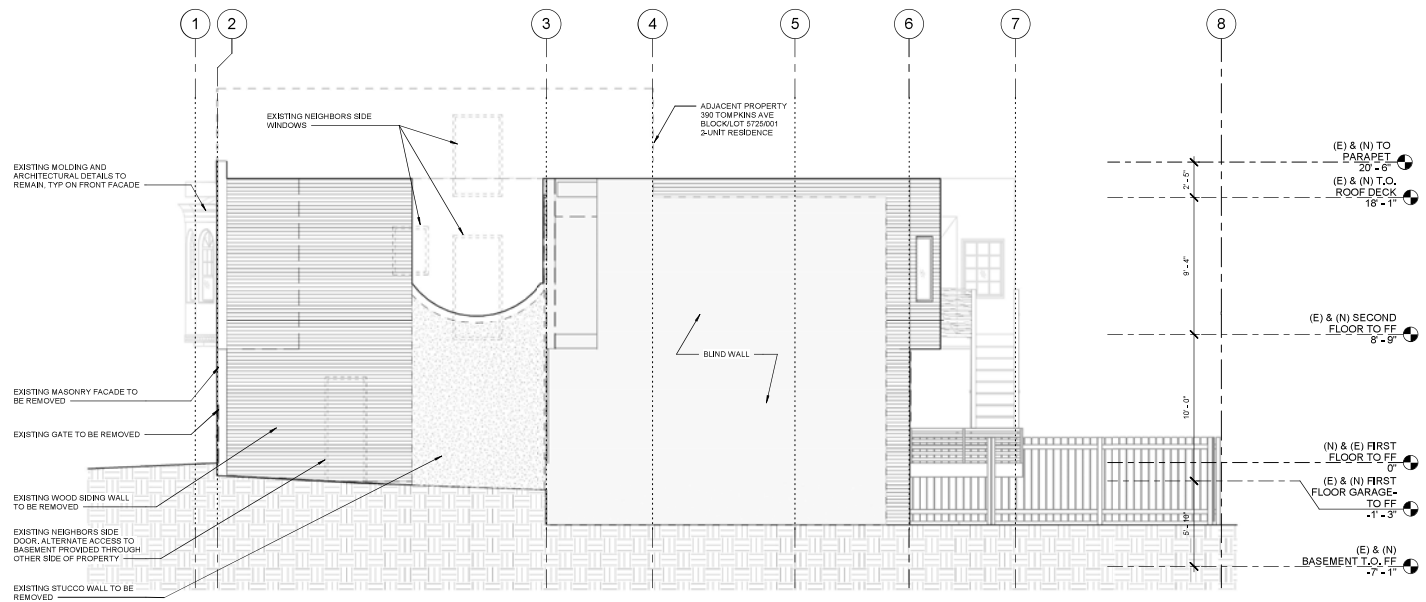 1
2
3
4
5
6
7
8
EXISTING NEIGHBORS SIDE
WINDOWS
ADJACENT PROPERTY
390 TOMPKINS AVE
BLOCK/LOT 5725/001
2-UNIT RESIDENCE
EXISTING MOLDING AND
ARCHITECTURAL DETAILS TO
REMAIN, TYP ON FRONT FACADE
EXISTING MASONRY FACADE TO
BE REMOVED
EXISTING GATE TO BE REMOVED
EXISTING WOOD SIDING WALL
TO BE REMOVED
EXISTING NEIGHBORS SIDE
DOOR. ALTERNATE ACCESS TO
BASEMENT PROVIDED THROUGH
OTHER SIDE OF PROPERTY
EXISTING STUCCO WALL TO BE
REMOVED
BLIND WALL
(E) & (N) TO
PARAPET
20' - 6"
2' - 5"
(E) & (N) T.O.
ROOF DECK
18' - 1"
9' - 4"
(E) & (N) SECOND
FLOOR TO FF
8' - 9"
10' - 0"
(N) & (E) FIRST
FLOOR TO FF
0"
(E) & (N) FIRST
FLOOR GARAGE-
TO FF
-1' - 3"
5' - 10"
(E) & (N)
BASEMENT T.O. FF
-7' - 1"